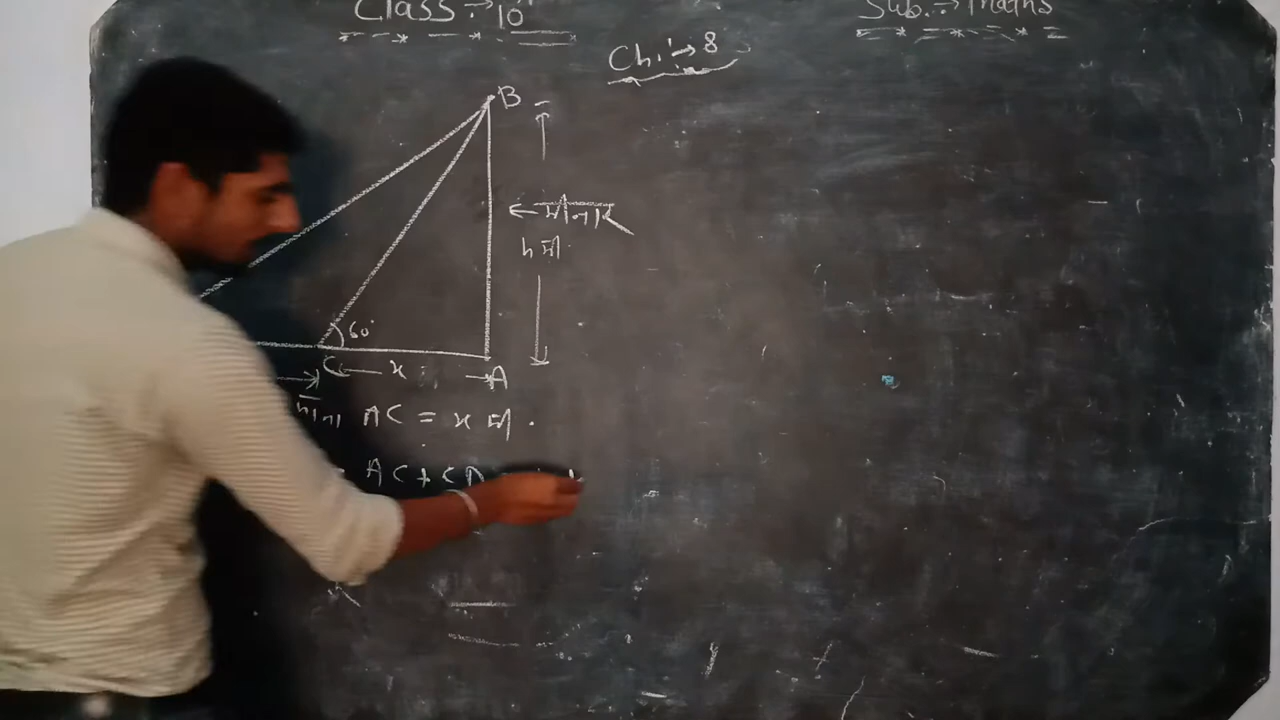 Class :→ 10
Sub. :→ Maths
Ch. :→ 8
B
← मीनार
h मी.
60°
C ← x → A
माना AC = x मी.
= AC + CD